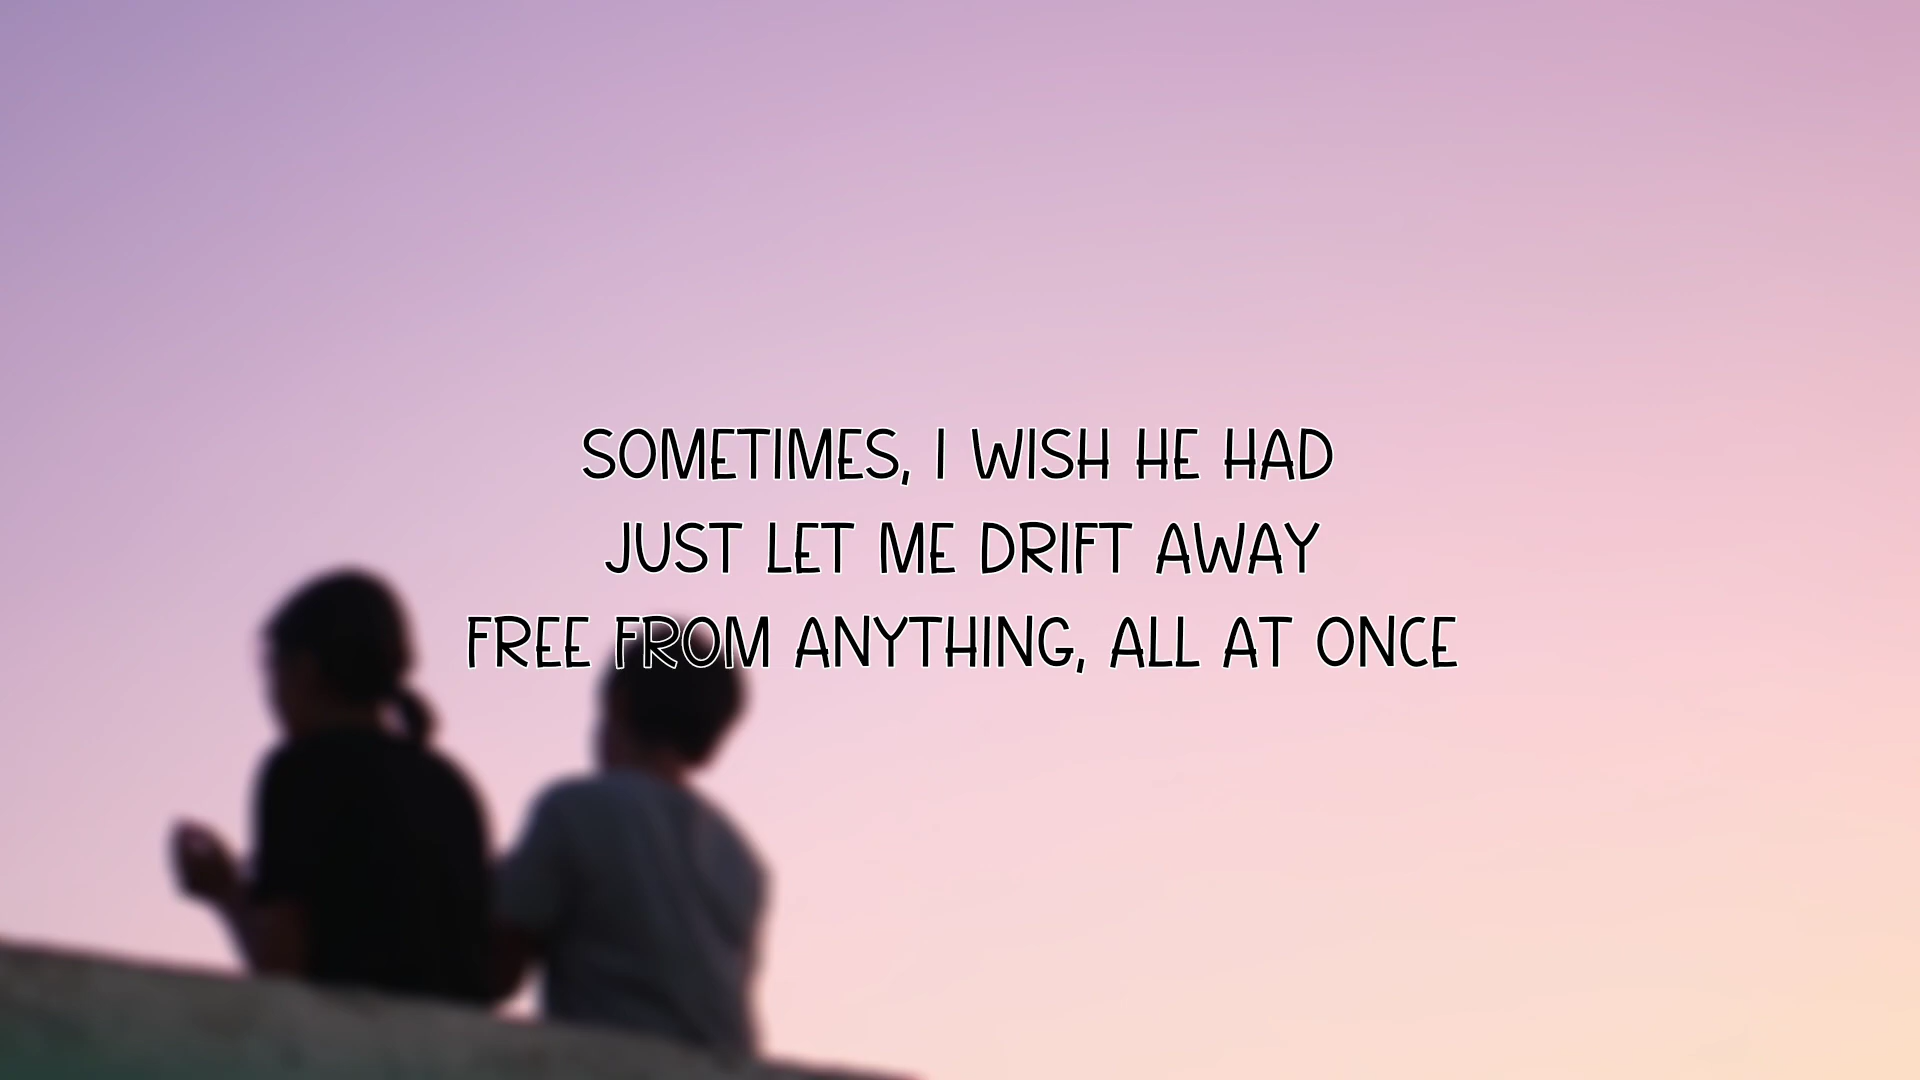 SOMETIMES, I WISH HE HAD
JUST LET ME DRIFT AWAY
FREE FROM ANYTHING, ALL AT ONCE